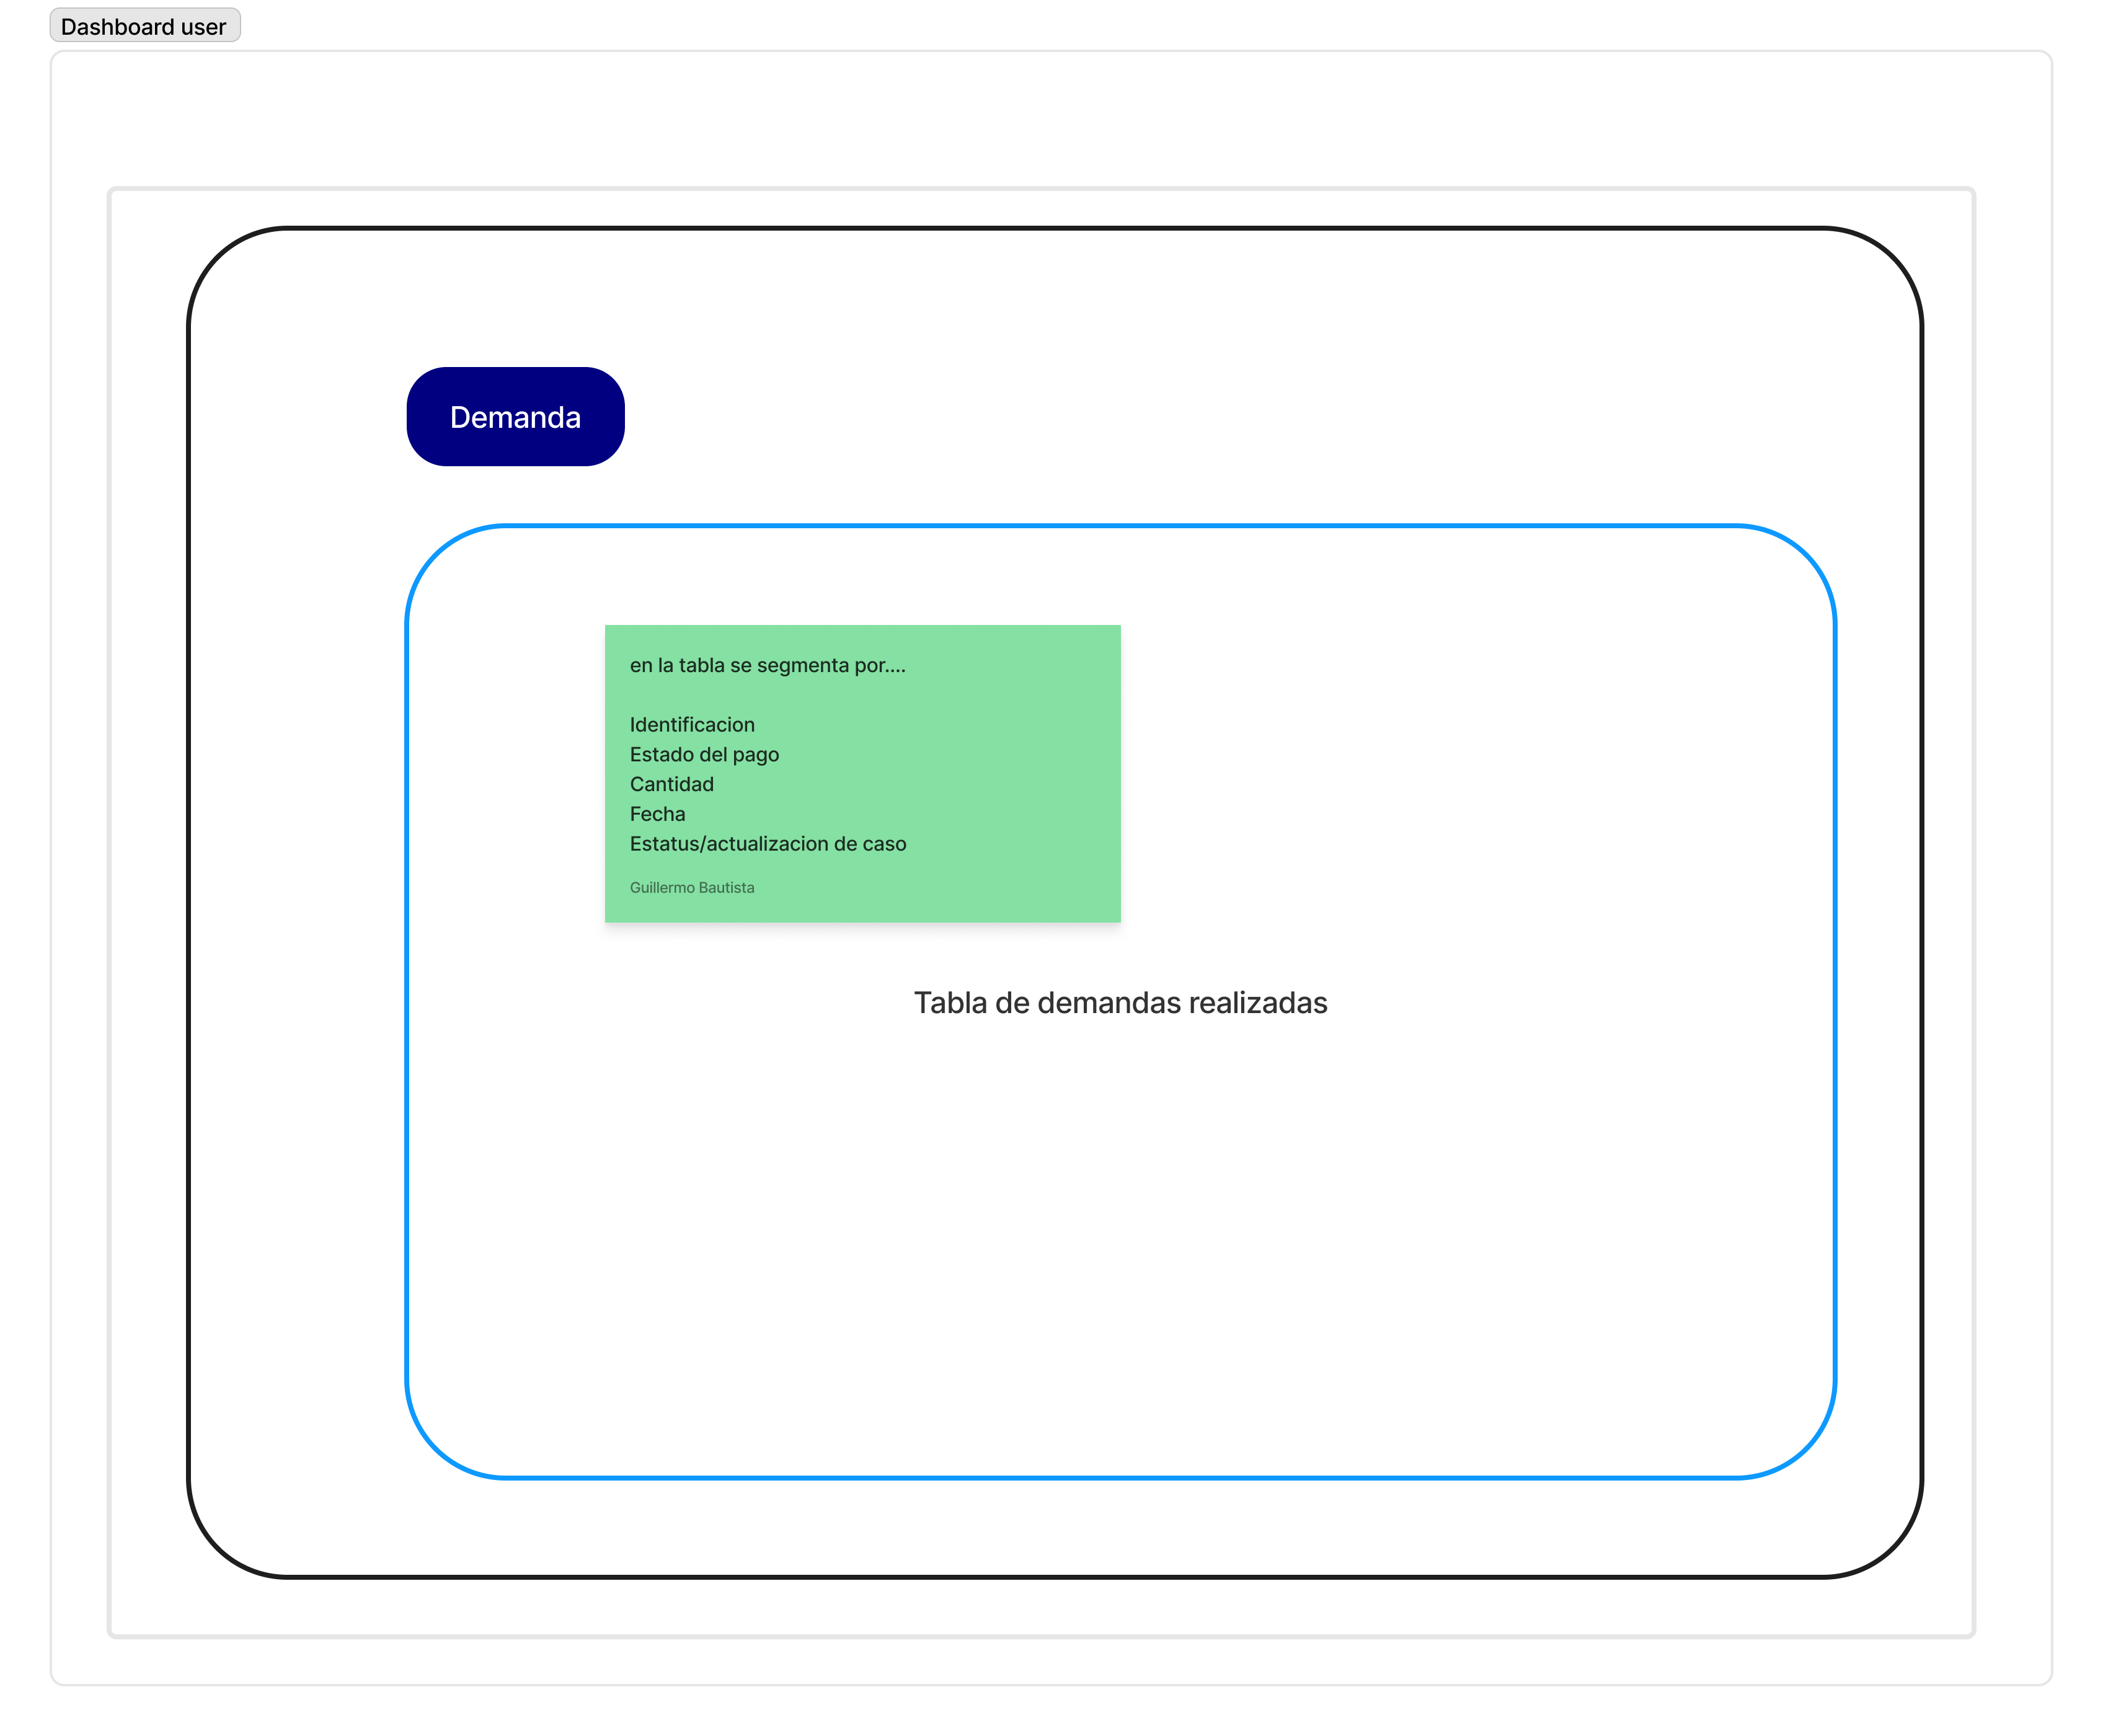 Dashboard user
Demanda
en la tabla se segmenta por....
Identificacion
Estado del pago
Cantidad
Fecha
Estatus/actualizacion de caso
Guillermo Bautista
Tabla de demandas realizadas